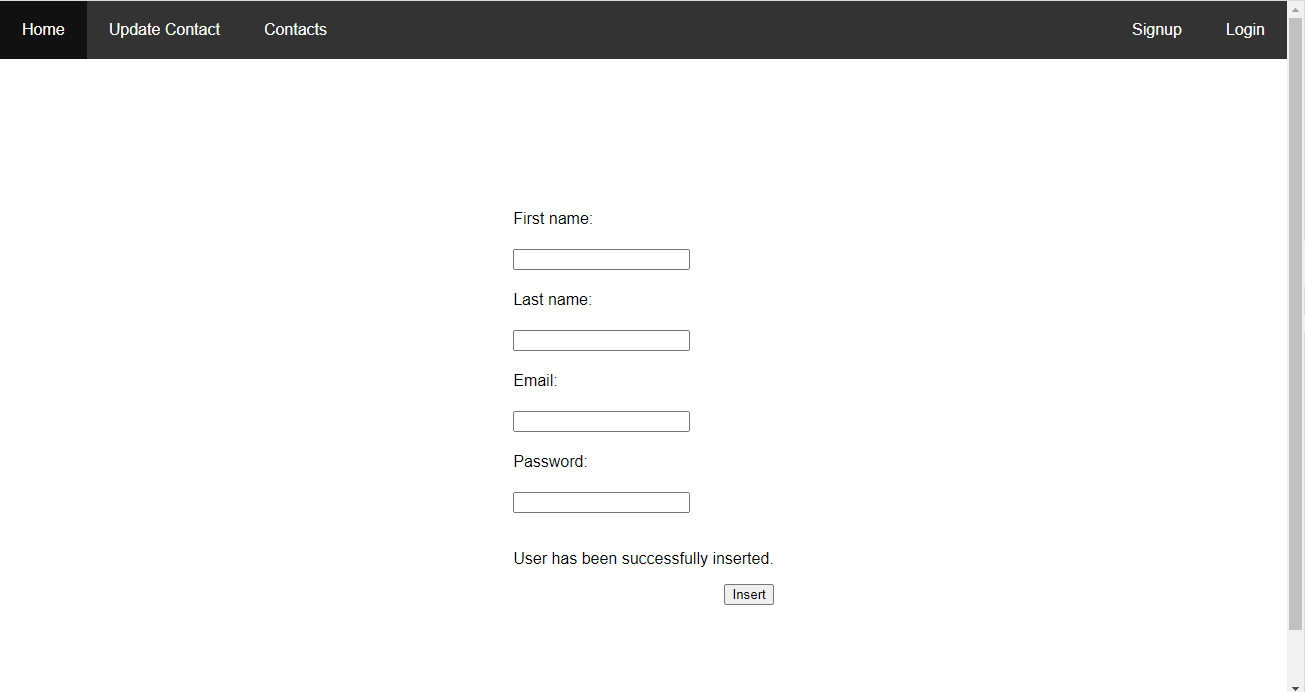 Home Update Contact Contacts Signup Login
First name:
Last name:
Email:
Password:
User has been successfully inserted.
Insert